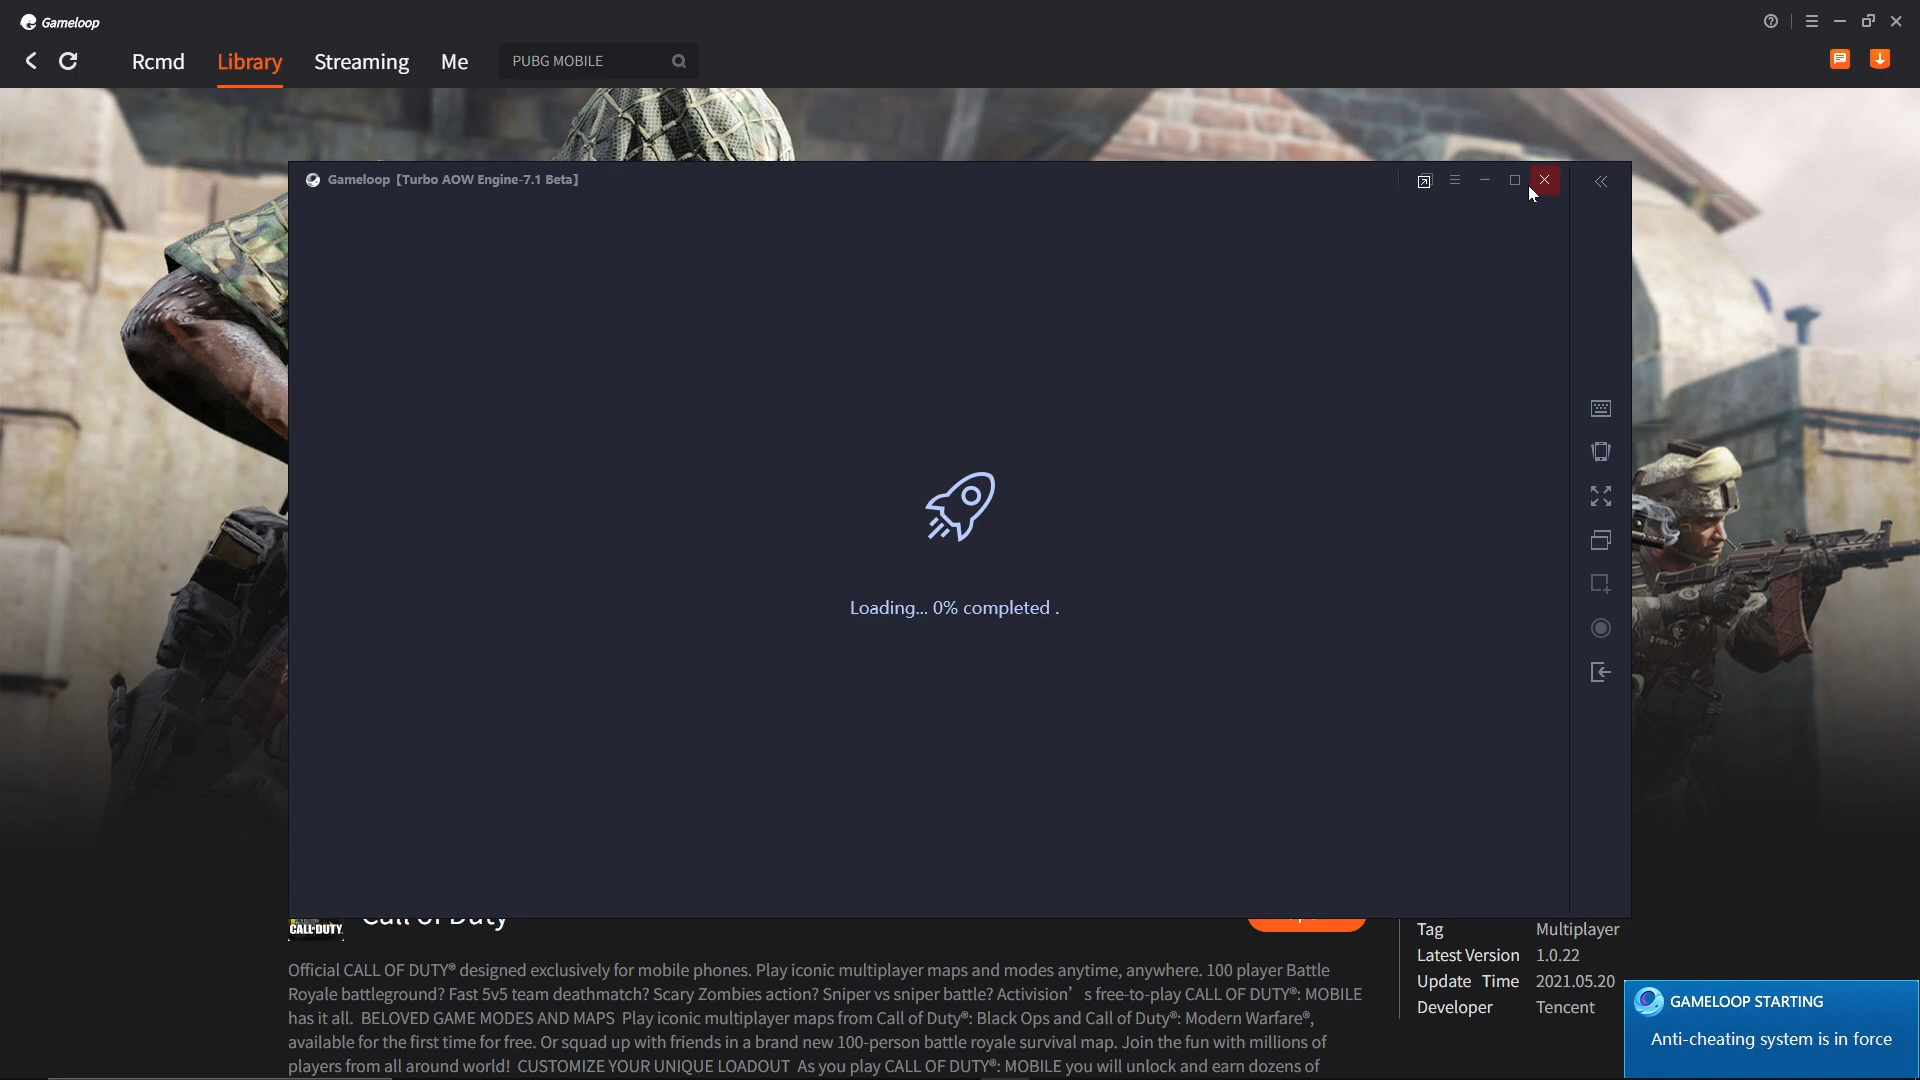 Gameloop
Rcmd
Library
Streaming
Me
PUBG MOBILE
Gameloop【Turbo AOW Engine-7.1 Beta】
Loading... 0% completed .
CALL·DUTY.
Call of Duty
Tag Multiplayer
Latest Version 1.0.22
Update Time 2021.05.20
Developer Tencent
Official CALL OF DUTY® designed exclusively for mobile phones. Play iconic multiplayer maps and modes anytime, anywhere. 100 player Battle
Royale battleground? Fast 5v5 team deathmatch? Scary Zombies action? Sniper vs sniper battle? Activision’ s free-to-play CALL OF DUTY®: MOBILE
has it all. BELOVED GAME MODES AND MAPS Play iconic multiplayer maps from Call of Duty®: Black Ops and Call of Duty®: Modern Warfare®,
available for the first time for free. Or squad up with friends in a brand new 100-person battle royale survival map. Join the fun with millions of
players from all around world! CUSTOMIZE YOUR UNIQUE LOADOUT As you play CALL OF DUTY®: MOBILE you will unlock and earn dozens of
GAMELOOP STARTING
Anti-cheating system is in force